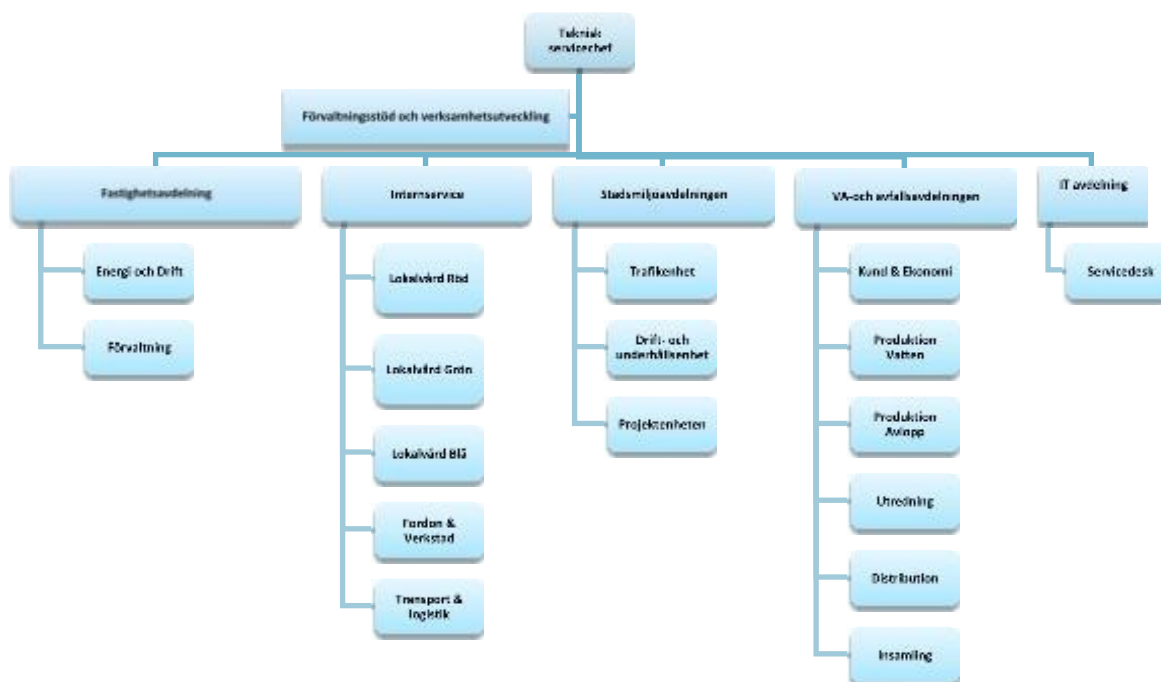 Teknisk
servicechef
Förvaltningsstöd och verksamhetsutveckling
Fastighetsavdelning
Internservice
Stadsmiljöavdelningen
VA-och avfallsavdelningen
IT avdelning
Energi och Drift
Förvaltning
Lokalvård Röd
Lokalvård Grön
Lokalvård Blå
Fordon &
Verkstad
Transport &
logistik
Trafikenhet
Drift- och
underhållsenhet
Projektenheten
Kund & Ekonomi
Produktion
Vatten
Produktion
Avlopp
Utredning
Distribution
Insamling
Servicedesk